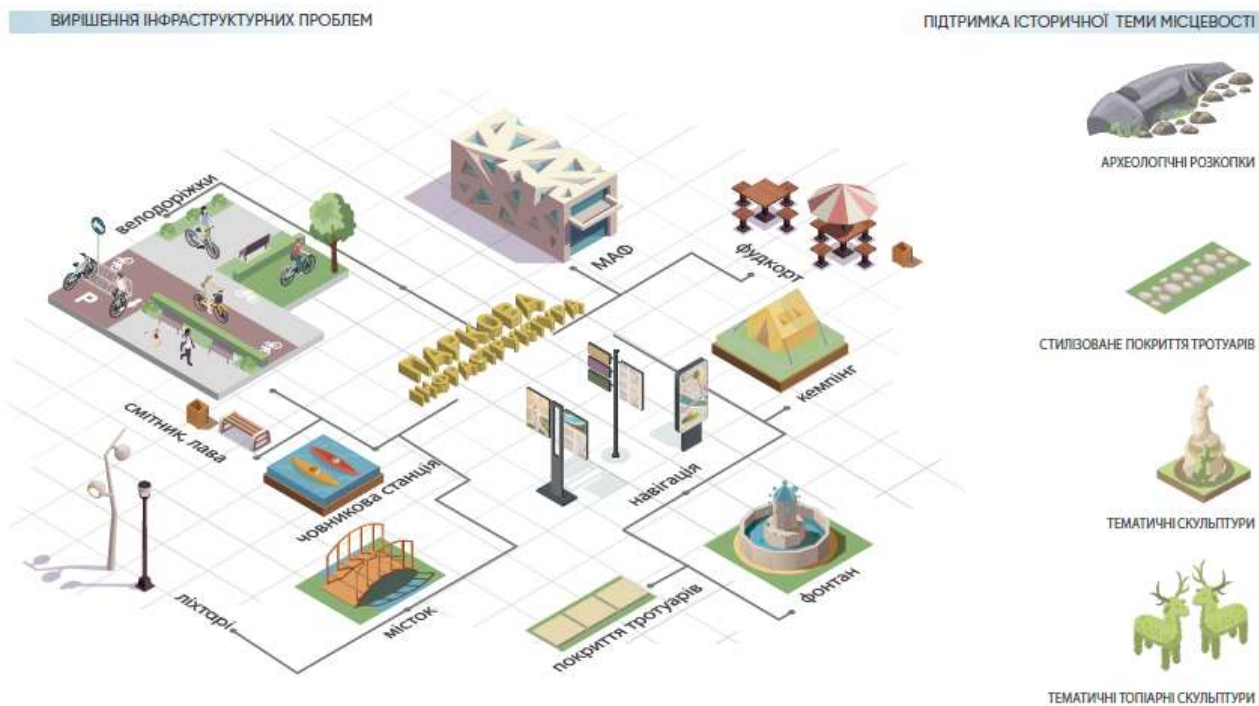 ВИРІШЕННЯ ІНФРАСТРУКТУРНИХ ПРОБЛЕМ
ПІДТРИМКА ІСТОРИЧНОЇ ТЕМИ МІСЦЕВОСТІ
АРХЕОЛОГІЧНІ РОЗКОПКИ
велодоріжки
P
МАФ
фудкорт
ПАРКОВА
ІНФРАСТРУКТУРА
СТИЛІЗОВАНЕ ПОКРИТТЯ ТРОТУАРІВ
кемпінг
смітник, лава
човникова станція
навігація
ТЕМАТИЧНІ СКУЛЬПТУРИ
ліхтарі
місток
покриття тротуарів
фонтан
ТЕМАТИЧНІ ТОПІАРНІ СКУЛЬПТУРИ